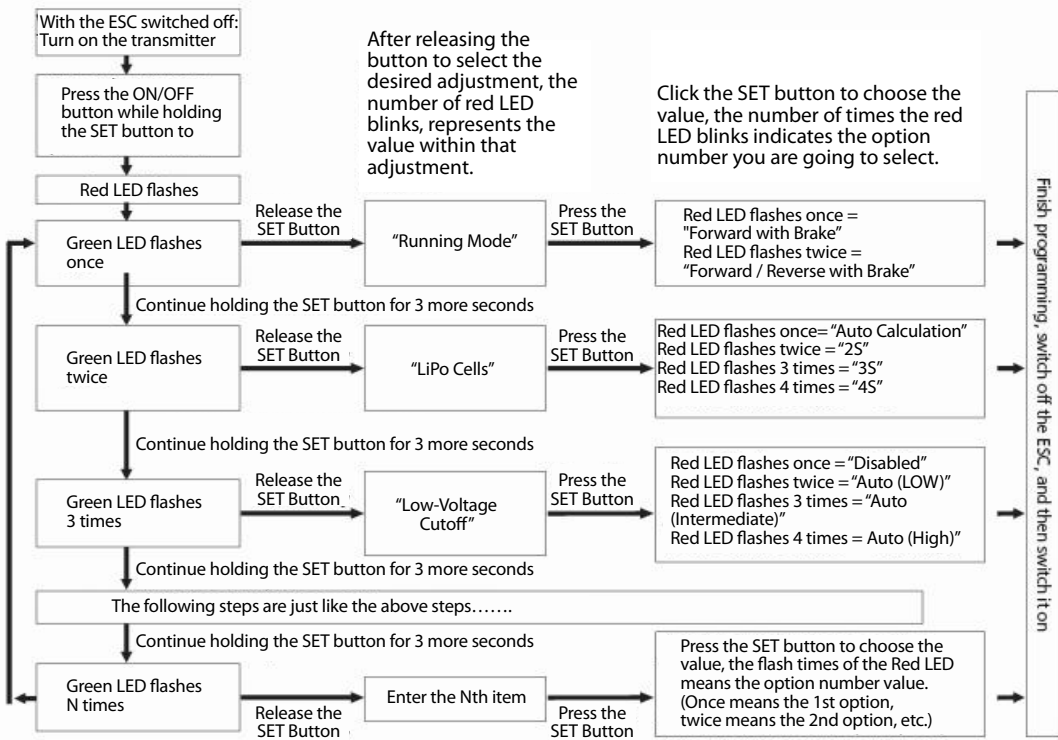 With the ESC switched off:
Turn on the transmitter
Press the ON/OFF
button while holding
the SET button to
Red LED flashes
After releasing the
button to select the
desired adjustment, the
number of red LED
blinks, represents the
value within that
adjustment.
Click the SET button to choose the
value, the number of times the red
LED blinks indicates the option
number you are going to select.
Green LED flashes
once
Release the
SET Button
“Running Mode”
Press the
SET Button
Red LED flashes once =
"Forward with Brake”
Red LED flashes twice =
“Forward / Reverse with Brake”
Continue holding the SET button for 3 more seconds
Green LED flashes
twice
Release the
SET Button
“LiPo Cells”
Press the
SET Button
Red LED flashes once= “Auto Calculation”
Red LED flashes twice = “2S”
Red LED flashes 3 times = “3S”
Red LED flashes 4 times = “4S”
Continue holding the SET button for 3 more seconds
Green LED flashes
3 times
Release the
SET Button
“Low-Voltage
Cutoff”
Press the
SET Button
Red LED flashes once = “Disabled”
Red LED flashes twice = “Auto (LOW)”
Red LED flashes 3 times = “Auto
(Intermediate)”
Red LED flashes 4 times = Auto (High)”
Continue holding the SET button for 3 more seconds
The following steps are just like the above steps…….
Continue holding the SET button for 3 more seconds
Green LED flashes
N times
Release the
SET Button
Enter the Nth item
Press the
SET Button
Press the SET button to choose the
value, the flash times of the Red LED
means the option number value.
(Once means the 1st option,
twice means the 2nd option, etc.)
Finish programming, switch off the ESC, and then switch it on